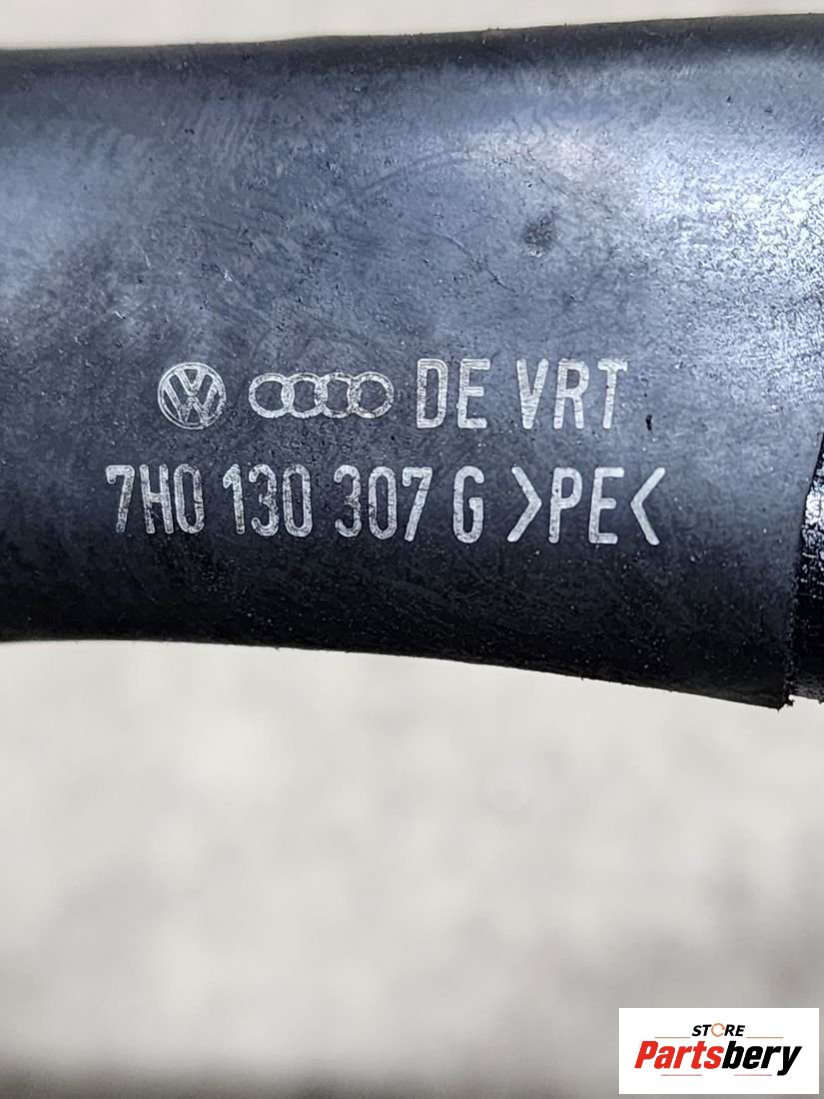 DE VRT
7H0 130 307 G >PE<
STORE
Partsbery